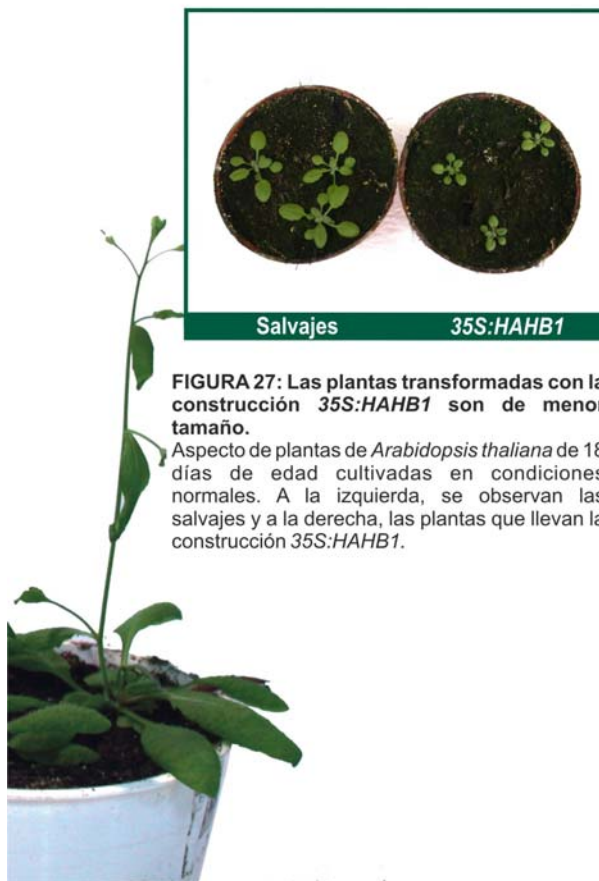 Salvajes 35S:HAHB1
FIGURA 27: Las plantas transformadas con la
construcción 35S:HAHB1 son de menor
tamaño.
Aspecto de plantas de Arabidopsis thaliana de 18
días de edad cultivadas en condiciones
normales. A la izquierda, se observan las
salvajes y a la derecha, las plantas que llevan la
construcción 35S:HAHB1.